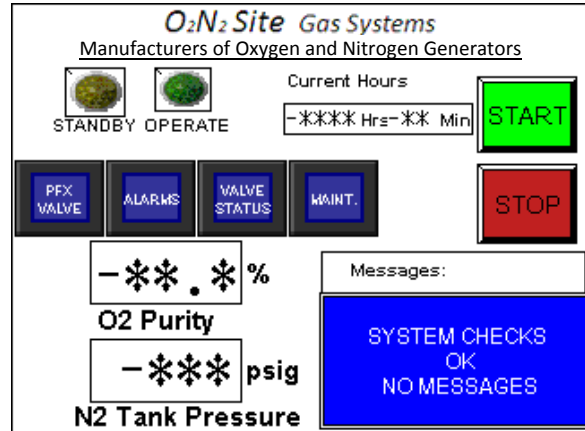 O₂N₂ Site Gas Systems
Manufacturers of Oxygen and Nitrogen Generators
Current Hours
STANDBY OPERATE
-**** Hrs-** Min
START
PFX
VALVE
ALARMS
VALVE
STATUS
MAINT.
STOP
-**.* %
O2 Purity
Messages:
SYSTEM CHECKS
OK
NO MESSAGES
-*** psig
N2 Tank Pressure